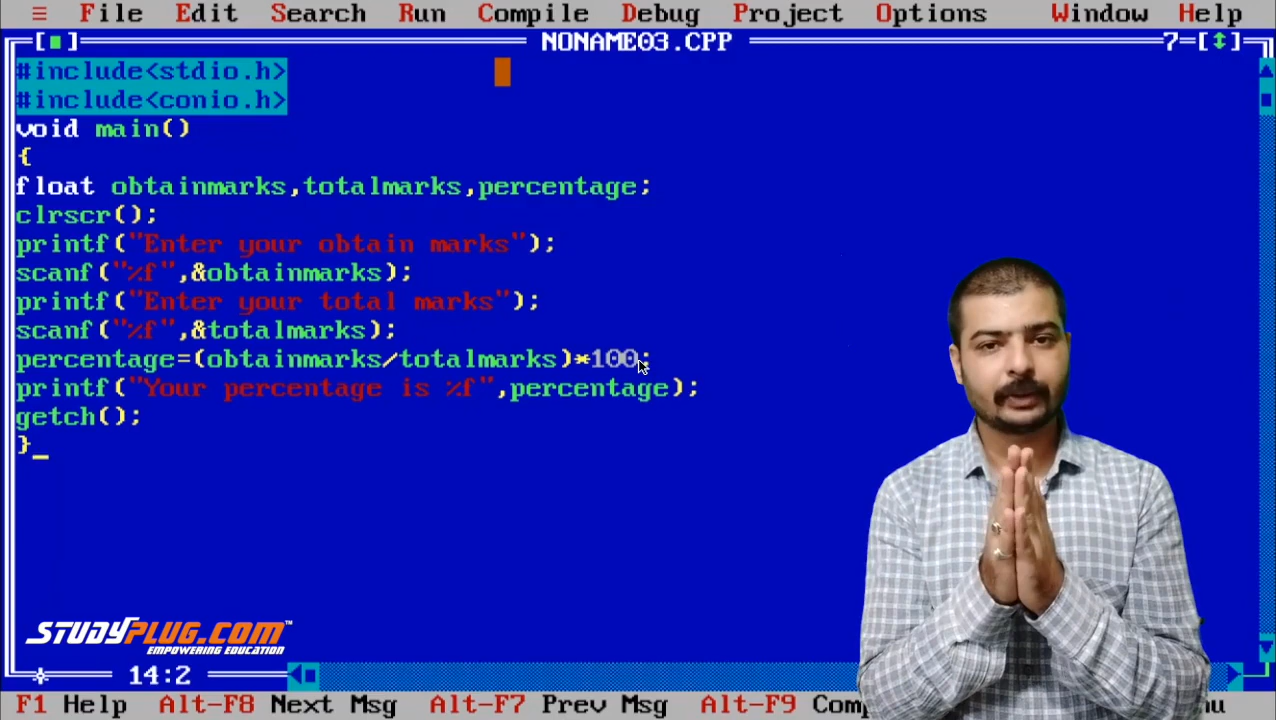 ≡ File Edit Search Run Compile Debug Project Options Window Help
[■] NONAME03.CPP 7=[↕]
#include<stdio.h>
#include<conio.h>
void main()
{
float obtainmarks,totalmarks,percentage;
clrscr();
printf("Enter your obtain marks");
scanf("%f",&obtainmarks);
printf("Enter your total marks");
scanf("%f",&totalmarks);
percentage=(obtainmarks/totalmarks)*100;
printf("Your percentage is %f",percentage);
getch();
}_
STUDYPLUG.COM™
EMPOWERING EDUCATION
14:2
F1 Help Alt-F8 Next Msg Alt-F7 Prev Msg Alt-F9